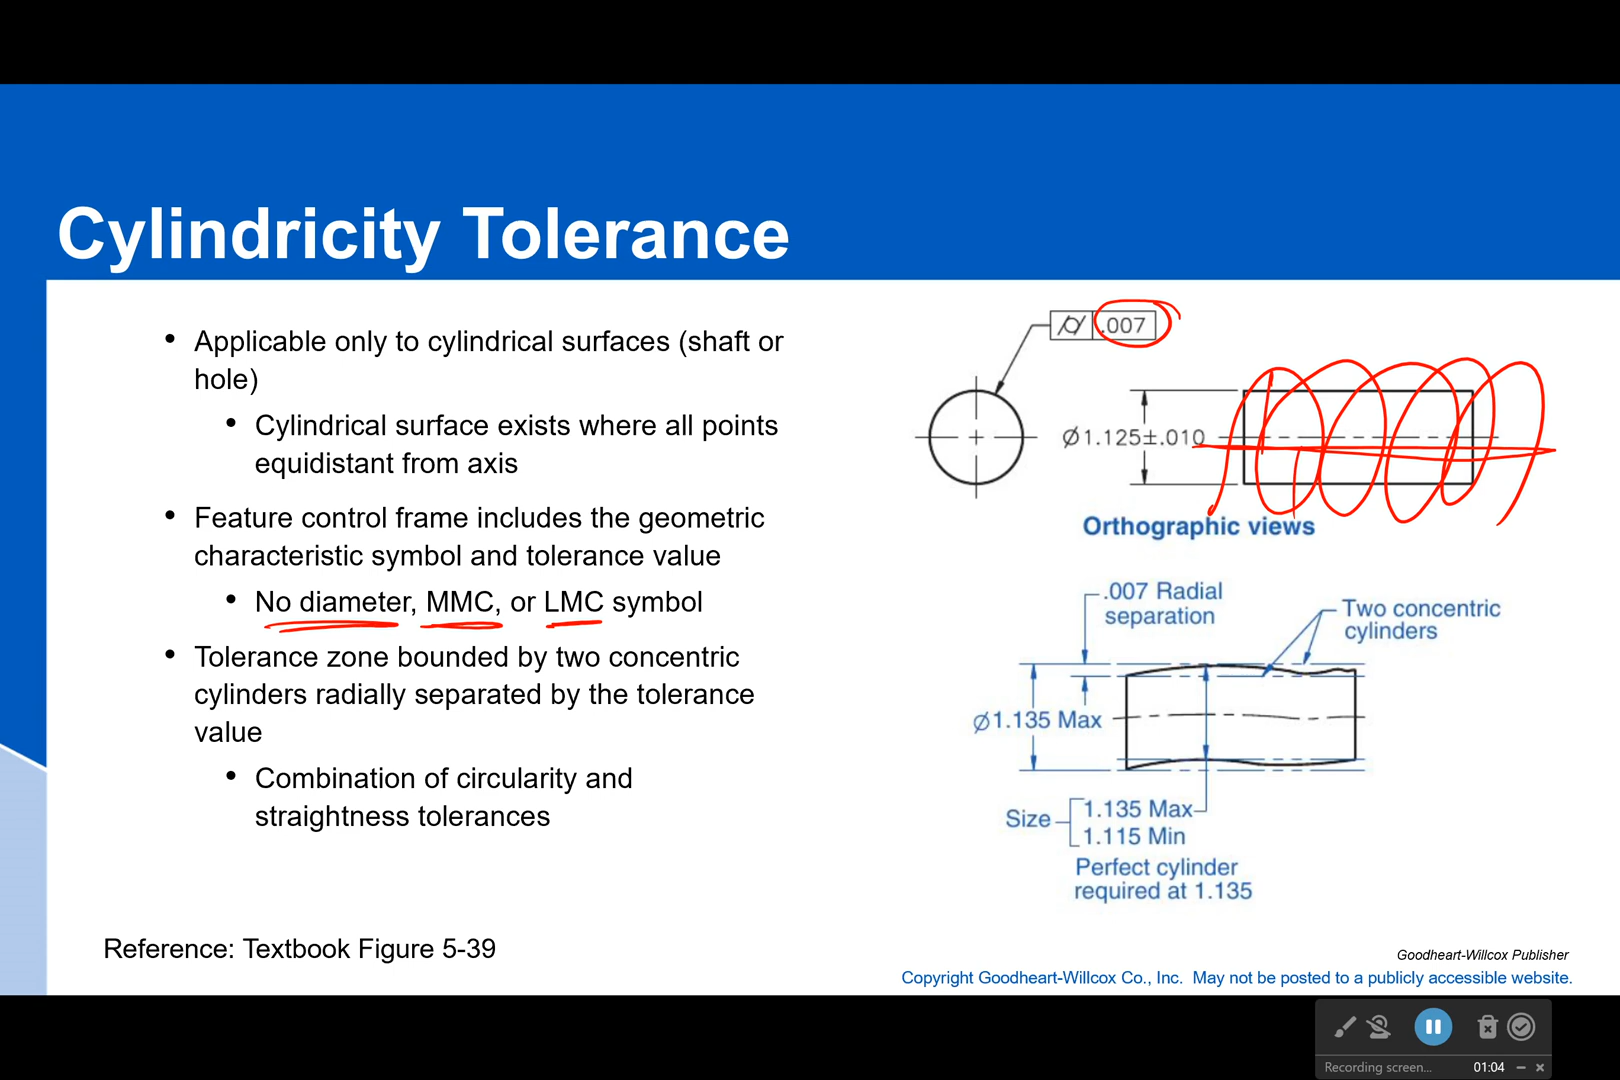 Cylindricity Tolerance
• Applicable only to cylindrical surfaces (shaft or
hole)
• Cylindrical surface exists where all points
equidistant from axis
• Feature control frame includes the geometric
characteristic symbol and tolerance value
• No diameter, MMC, or LMC symbol
• Tolerance zone bounded by two concentric
cylinders radially separated by the tolerance
value
• Combination of circularity and
straightness tolerances
Reference: Textbook Figure 5-39
⌭ .007
Ø1.125±.010
Orthographic views
.007 Radial
separation
Two concentric
cylinders
Ø1.135 Max
Size
1.135 Max
1.115 Min
Perfect cylinder
required at 1.135
Goodheart-Willcox Publisher
Copyright Goodheart-Willcox Co., Inc. May not be posted to a publicly accessible website.
Recording screen... 01:04